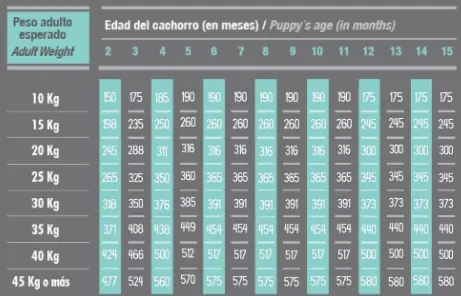 Peso adulto esperado Edad del cachorro (en meses) / Puppy's age (in months)
Adult Weight 2 3 4 5 6 7 8 9 10 11 12 13 14 15
10 Kg 150 175 185 190 190 190 190 190 190 190 175 175 175 175
15 Kg 198 235 250 260 260 260 260 260 260 260 245 245 245 245
20 Kg 245 288 311 316 316 316 316 316 316 316 300 300 300 300
25 Kg 265 325 350 360 365 365 365 365 365 365 345 345 345 345
30 Kg 318 350 376 385 391 391 391 391 391 391 373 373 373 373
35 Kg 371 408 438 449 454 454 454 454 454 454 440 440 440 440
40 Kg 424 466 500 512 517 517 517 517 517 517 500 500 500 500
45 Kg o más 477 524 560 570 575 575 575 575 575 575 580 580 580 580